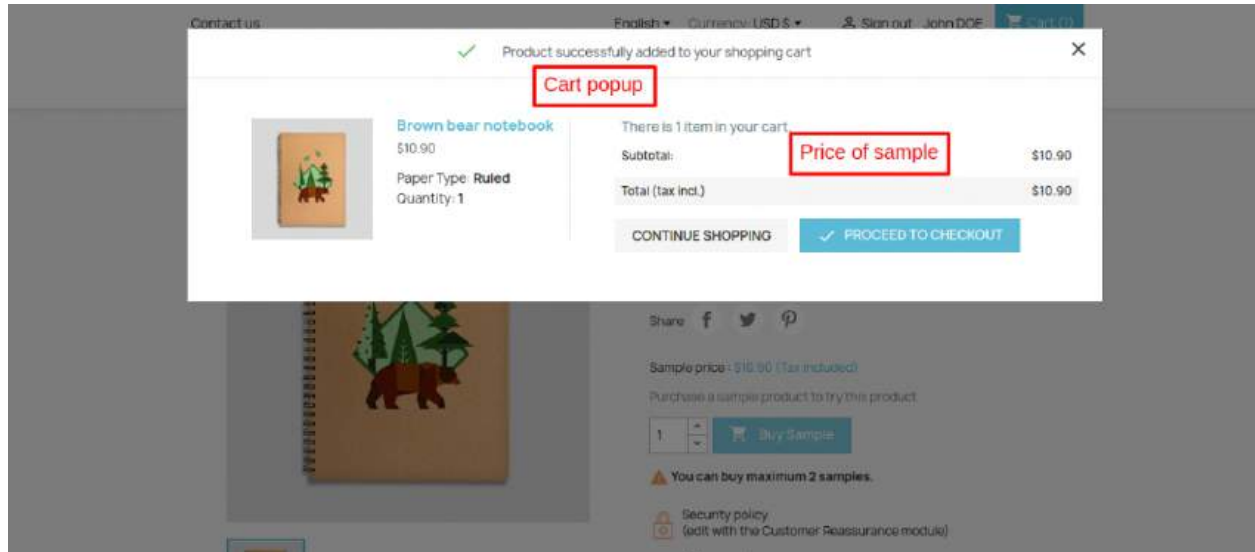 Contact us
English Currency: USD $ Sign out John DOE Cart (1)
Product successfully added to your shopping cart
Cart popup
Brown bear notebook
$10.90
Paper Type: Ruled
Quantity: 1
There is 1 item in your cart.
Price of sample
Subtotal: $10.90
Total (tax incl.) $10.90
CONTINUE SHOPPING PROCEED TO CHECKOUT
Share
Sample price : $10.90 (Tax included)
Purchase a sample product to try this product
1 Buy Sample
You can buy maximum 2 samples.
Security policy
(edit with the Customer Reassurance module)